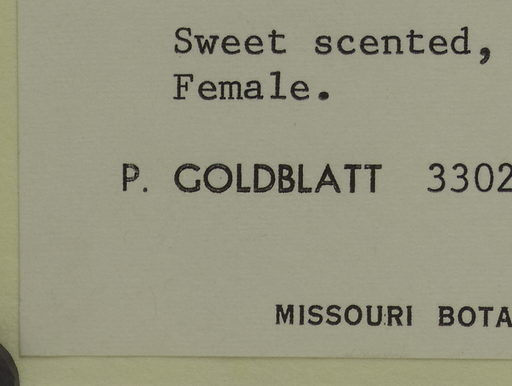 Sweet scented,
Female.
P. GOLDBLATT 3302
MISSOURI BOTA